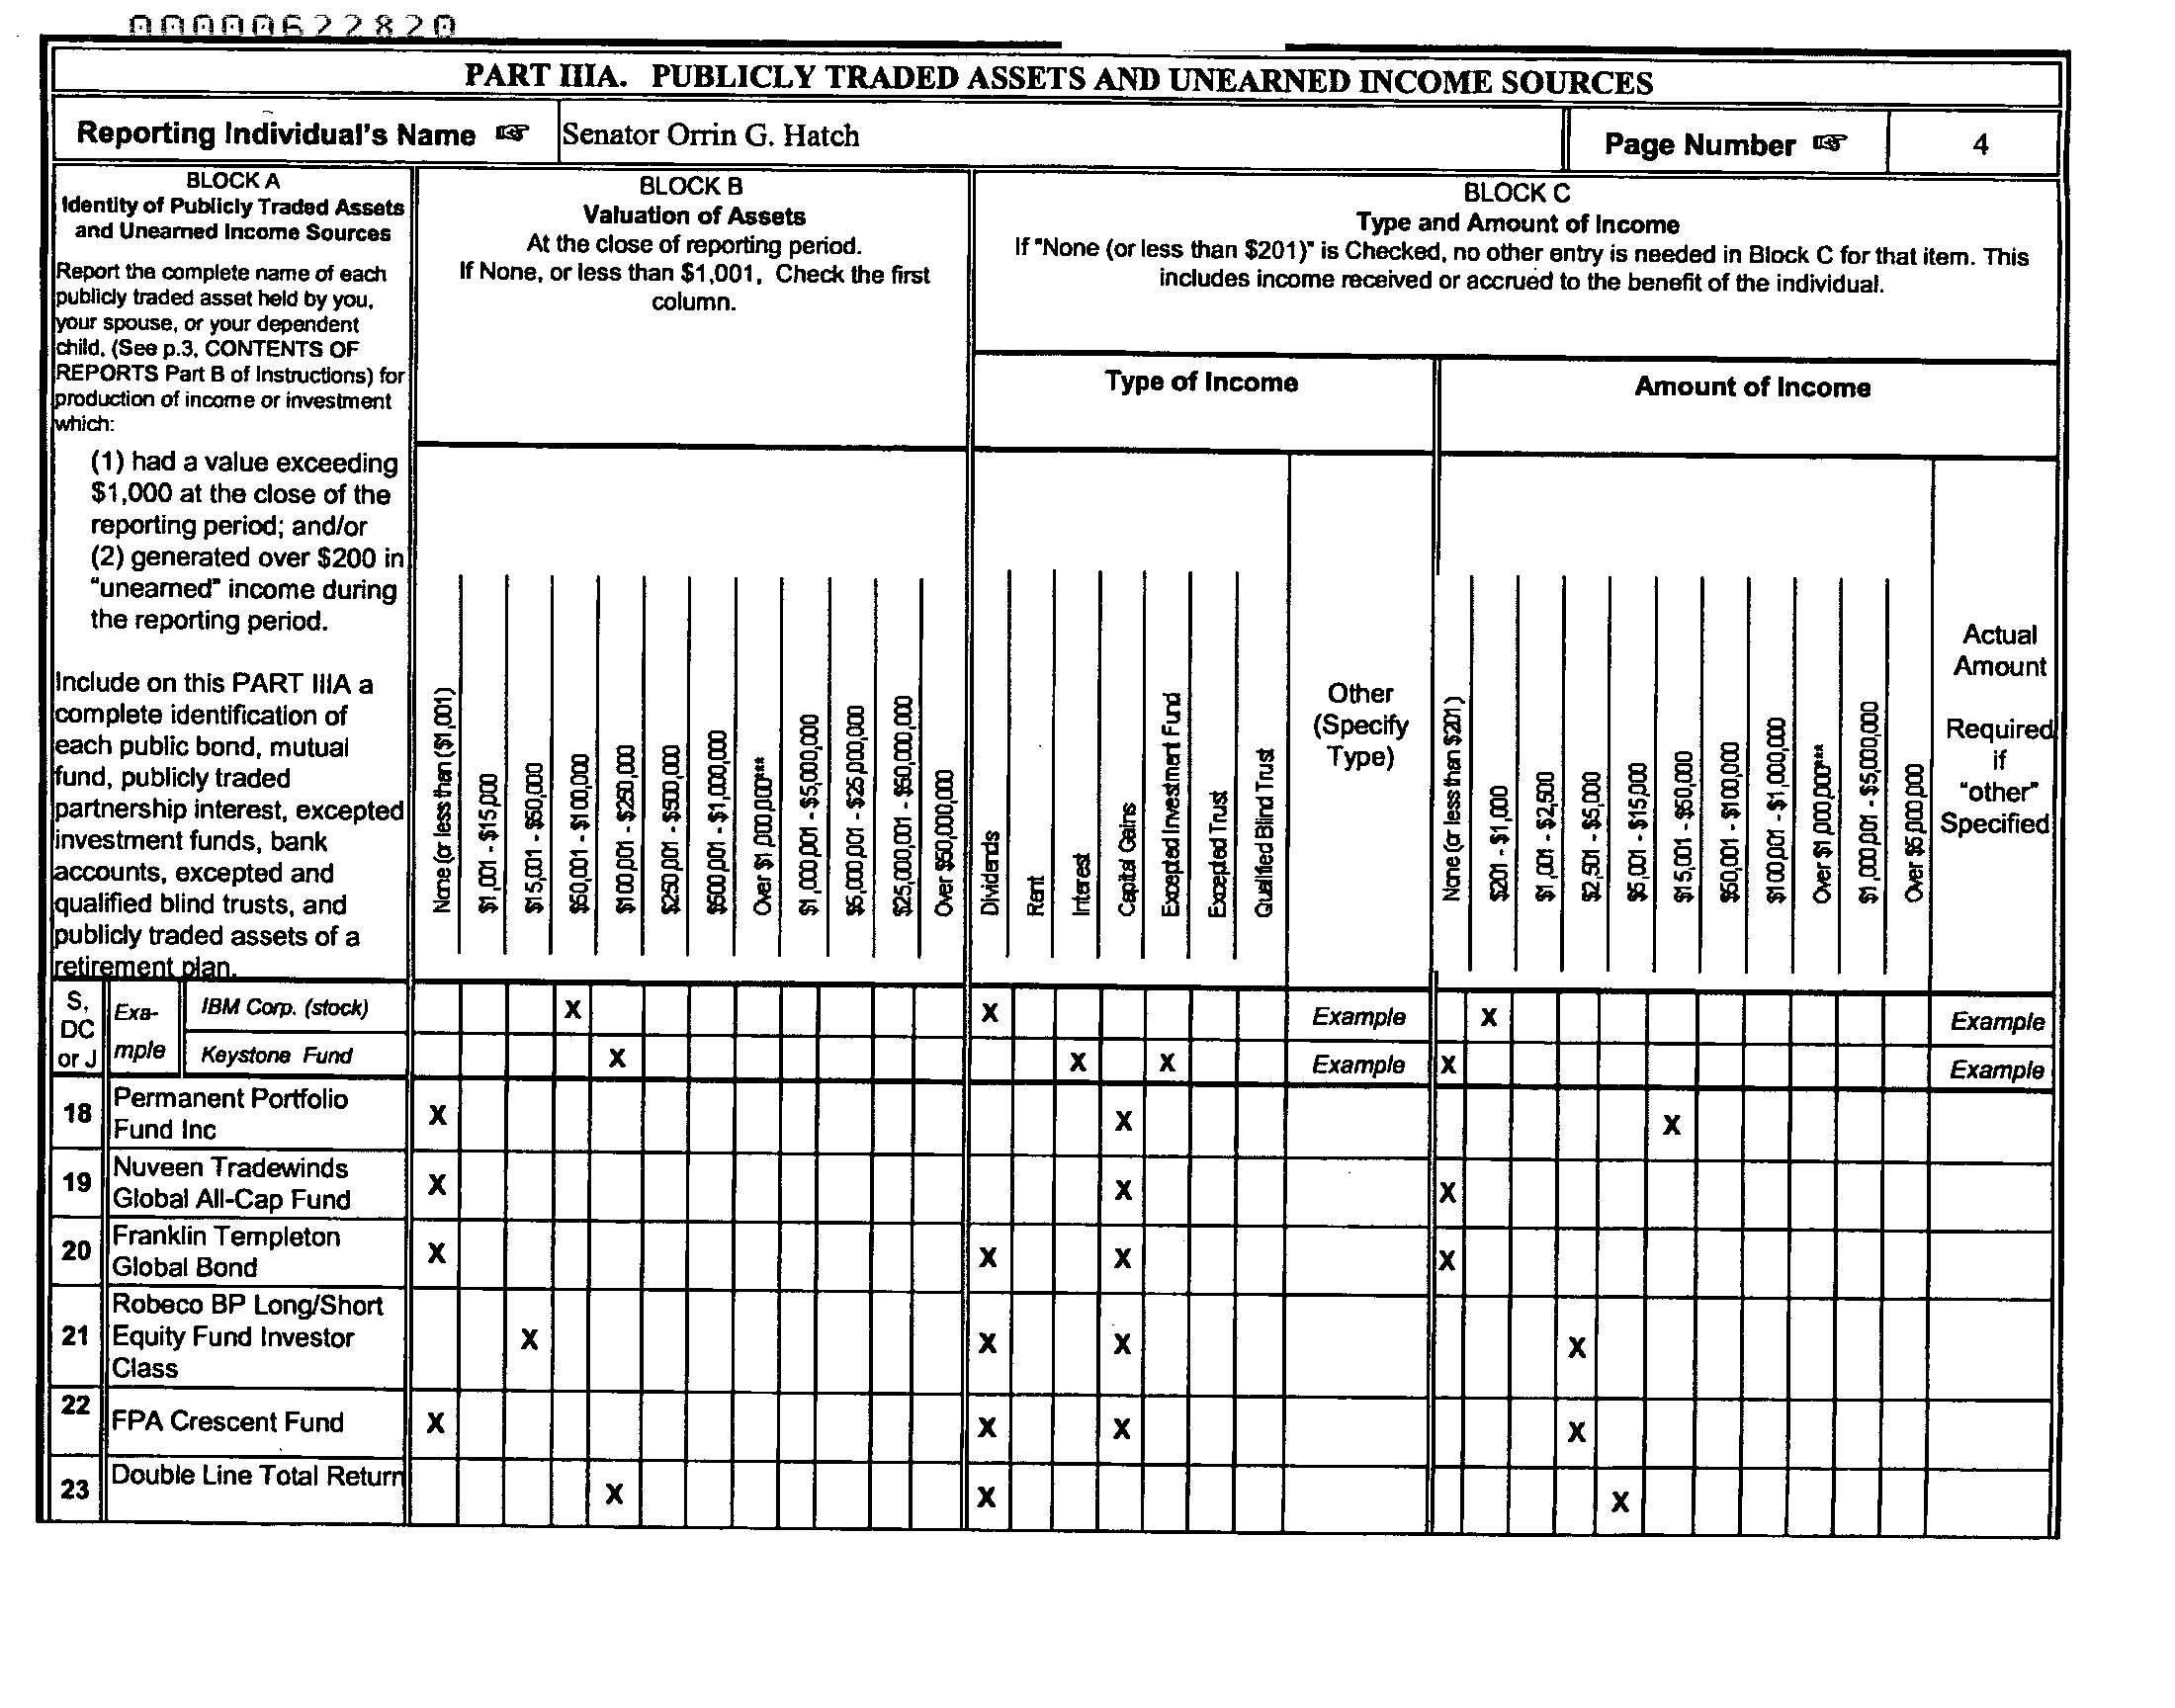 00000622820
PART IIIA. PUBLICLY TRADED ASSETS AND UNEARNED INCOME SOURCES
Reporting Individual's Name ☞
Senator Orrin G. Hatch
Page Number ☞
4
BLOCK A
Identity of Publicly Traded Assets
and Unearned Income Sources
Report the complete name of each
publicly traded asset held by you,
your spouse, or your dependent
child, (See p.3, CONTENTS OF
REPORTS Part B of Instructions) for
production of income or investment
which:
(1) had a value exceeding
$1,000 at the close of the
reporting period; and/or
(2) generated over $200 in
"unearned" income during
the reporting period.
Include on this PART IIIA a
complete identification of
each public bond, mutual
fund, publicly traded
partnership interest, excepted
investment funds, bank
accounts, excepted and
qualified blind trusts, and
publicly traded assets of a
retirement plan.
BLOCK B
Valuation of Assets
At the close of reporting period.
If None, or less than $1,001, Check the first
column.
None (or less than ($1,001)
$1,001 - $15,000
$15,001 - $50,000
$50,001 - $100,000
$100,001 - $250,000
$250,001 - $500,000
$500,001 - $1,000,000
Over $1,000,000***
$1,000,001 - $5,000,000
$5,000,001 - $25,000,000
$25,000,001 - $50,000,000
Over $50,000,000
BLOCK C
Type and Amount of Income
If "None (or less than $201)" is Checked, no other entry is needed in Block C for that item. This
includes income received or accrued to the benefit of the individual.
Type of Income
Dividends
Rent
Interest
Capital Gains
Excepted Investment Fund
Excepted Trust
Qualified Blind Trust
Other
(Specify
Type)
Amount of Income
None (or less than $201)
$201 - $1,000
$1,001 - $2,500
$2,501 - $5,000
$5,001 - $15,000
$15,001 - $50,000
$50,001 - $100,000
$100,001 - $1,000,000
Over $1,000,000***
$1,000,001 - $5,000,000
Over $5,000,000
Actual
Amount
Required
if
"other"
Specified
S,
DC
or J
Exa-
mple
IBM Corp. (stock) X X Example X Example
Keystone Fund X X X Example X Example
18 Permanent Portfolio
Fund Inc X X X
19 Nuveen Tradewinds
Global All-Cap Fund X X X
20 Franklin Templeton
Global Bond X X X X
21 Robeco BP Long/Short
Equity Fund Investor X X X X
Class
22 FPA Crescent Fund X X X X
23 Double Line Total Return X X X